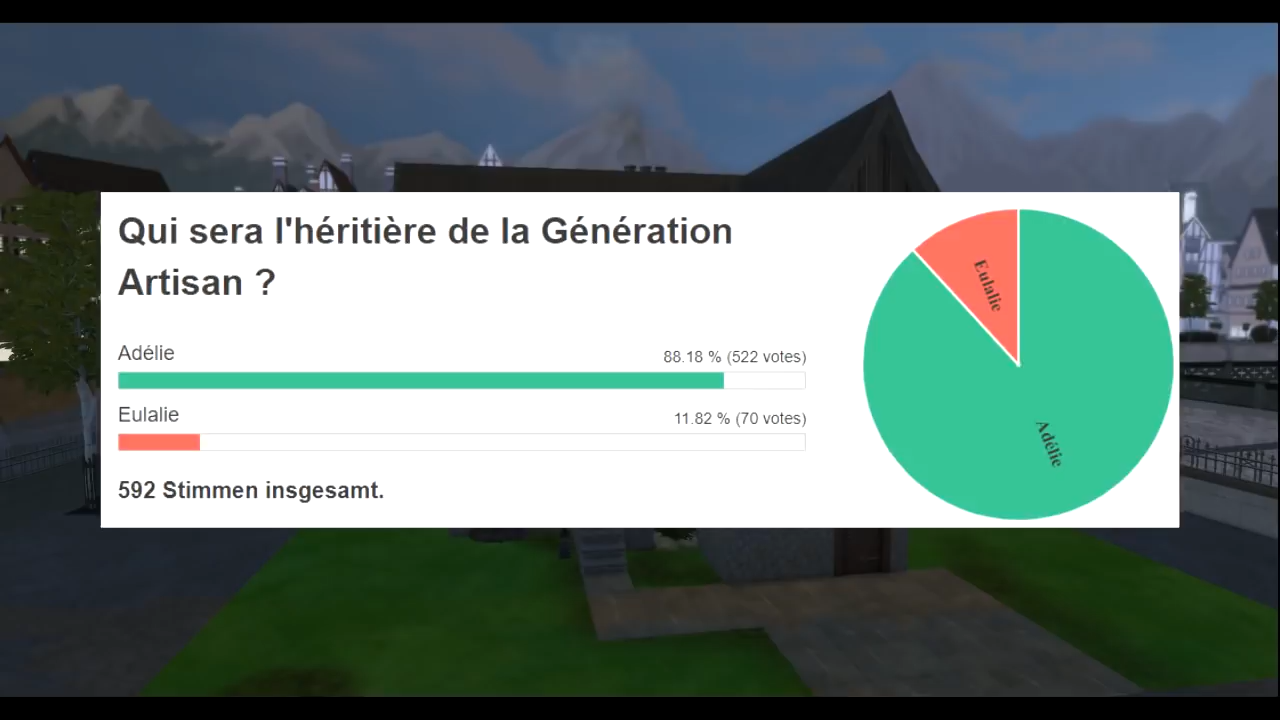 Qui sera l'héritière de la Génération
Artisan ?
Adélie
88.18 % (522 votes)
Eulalie
11.82 % (70 votes)
592 Stimmen insgesamt.
Eulalie
Adélie